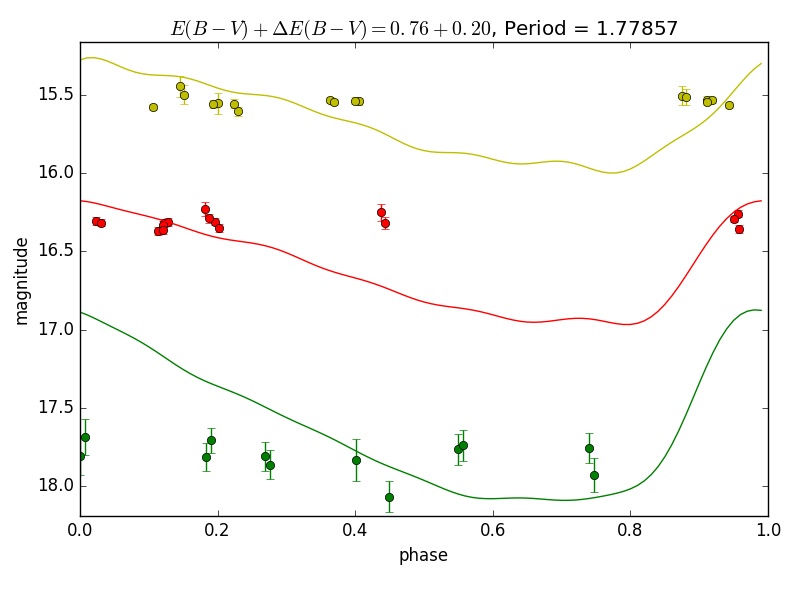 E(B − V) + ΔE(B − V) = 0.76 + 0.20, Period = 1.77857
15.5
16.0
16.5
17.0
17.5
18.0
magnitude
0.0 0.2 0.4 0.6 0.8 1.0
phase